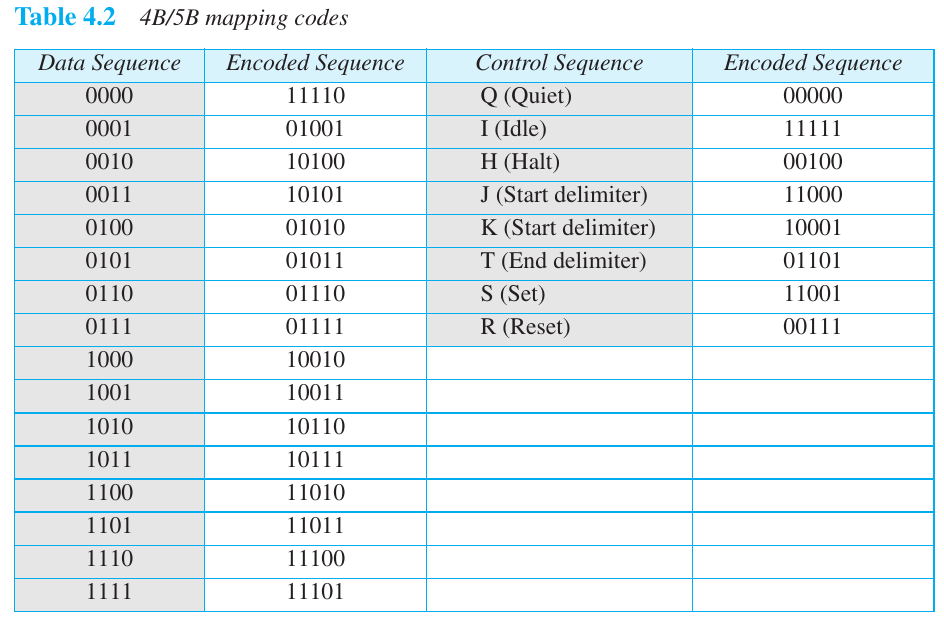 Table 4.2 4B/5B mapping codes
Data Sequence Encoded Sequence Control Sequence Encoded Sequence
0000 11110 Q (Quiet) 00000
0001 01001 I (Idle) 11111
0010 10100 H (Halt) 00100
0011 10101 J (Start delimiter) 11000
0100 01010 K (Start delimiter) 10001
0101 01011 T (End delimiter) 01101
0110 01110 S (Set) 11001
0111 01111 R (Reset) 00111
1000 10010
1001 10011
1010 10110
1011 10111
1100 11010
1101 11011
1110 11100
1111 11101